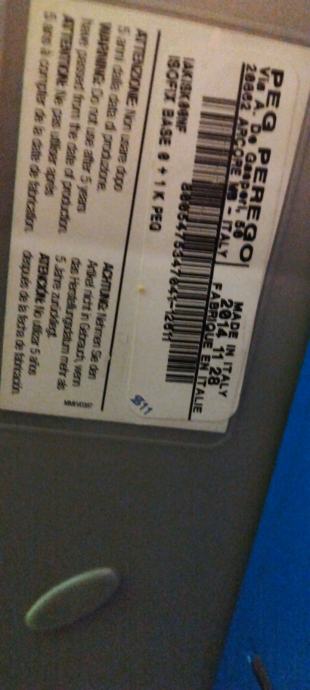 PEG PEREGO
Via A. De Gasperi, 50
20862 ARCORE MB - ITALY
MADE IN ITALY
2014 11 28
FABRIQUE EN ITALIE
ISOFIX BASE 0 + 1 K PEG
ATTENZIONE: Non usare dopo
5 anni dalla data di produzione.
WARNING: Do not use after 5 years
have passed from the date of production.
ATTENTION: Ne pas utiliser après
5 ans à compter de la date de fabrication.
ACHTUNG: Nehmen Sie den
Artikel nicht in Gebrauch, wenn
das Herstellungsdatum mehr als
5 Jahre zurückliegt.
ATENCIÓN: No utilizar 5 años
después de la fecha de fabricación.